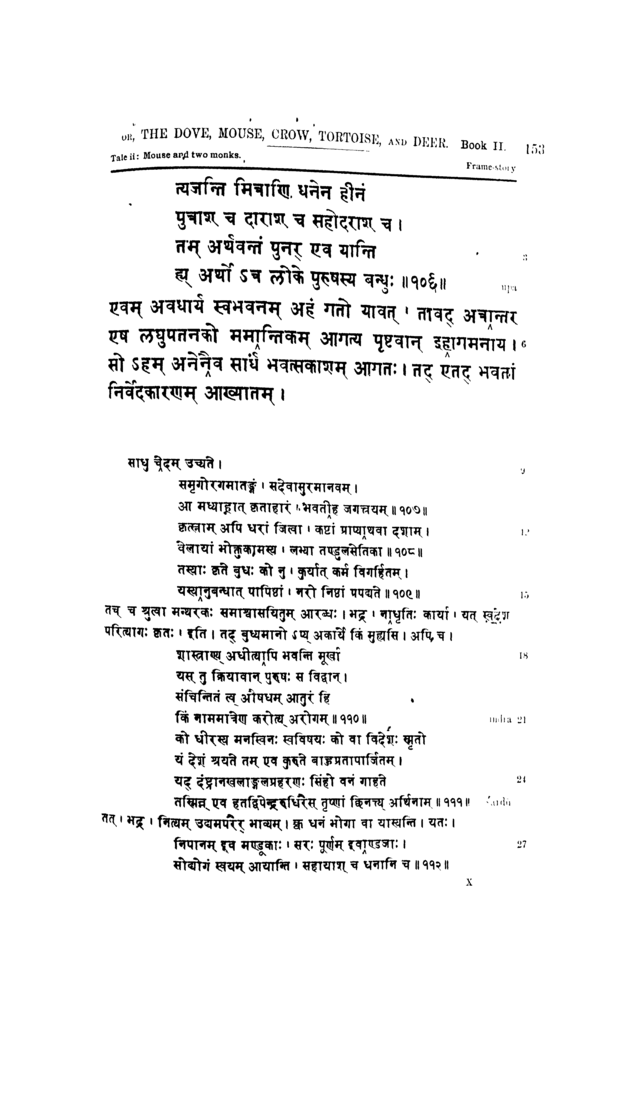 OR, THE DOVE, MOUSE, CROW, TORTOISE, AND DEER. Book II. 153
Tale ii: Mouse and two monks. Frame-story
त्यजन्ति मित्राणि धनेन हीनं
पुत्राश् च दाराश् च सहोदराश् च ।
तम् अर्थवन्तं पुनर् एव यान्ति 3
ह्य् अर्थो ऽत्र लोके पुरुषस्य बन्धुः ॥१०६॥ upa
एवम् अवधार्य स्वभवनम् अहं गतो यावत् । तावद् अत्रान्तर
एष लघुपतनको ममान्तिकम् आगत्य पृष्टवान् इहागमनाय । 6
सो ऽहम् अनेनैव सार्धं भवत्सकाशम् आगतः । तद् एतद् भवतां
निर्वेदकारणम् आख्यातम् ।
साधु चेदम् उच्यते । 9
समृगोरगमातङ्गं । सदेवासुरमानवम् ।
आ मध्याह्नात् कृताहारं । भवतीह जगत्त्रयम् ॥ १०७ ॥
कृत्स्नाम् अपि धरां जित्वा । कष्टां प्राप्याथवा दशाम् । 12
वेलायां भोक्तुकामस्य । लभ्या तण्डुलसेतिका ॥ १०८ ॥
तस्याः कृते बुधः को नु । कुर्यात् कर्म विगर्हितम् ।
यस्यानुबन्धात् पापिष्ठां । नरो निष्ठां प्रपद्यते ॥ १०९ ॥ 15
तच् च श्रुत्वा मन्थरकः समाश्वासयितुम् आरब्धः । भद्र । नाधृतिः कार्या । यत् स्वदेश
परित्यागः कृतः । इति । तद् बुध्यमानो ऽप्य् अकार्ये किं मुह्यसि । अपि च ।
शास्त्राण्य् अधीत्यापि भवन्ति मूर्खा 18
यस् तु क्रियावान् पुरुषः स विद्वान् ।
संचिन्तितं त्व् औषधम् आतुरं हि
किं नाममात्रेण करोत्य् अरोगम् ॥ ११० ॥ indra 21
को धीरस्य मनस्विनः स्वविषयः को वा विदेशः स्मृतो
यं देशं श्रयते तम् एव कुरुते बाहुप्रतापार्जितम् ।
यद् दंष्ट्रानखलाङ्गूलप्रहरणः सिंहो वनं गाहते 24
तस्मिन्न् एव हतद्विपेन्द्ररुधिरैस् तृष्णां छिनत्त्य् अर्थिनाम् ॥ १११ ॥ śārdū
तत् । भद्र । नित्यम् उद्यमपरैर् भाव्यम् । क्व धनं भोगा वा यास्यन्ति । यतः ।
निपानम् इव मण्डूकाः । सरः पूर्णम् इवाण्डजाः । 27
सोद्योगं स्वयम् आयान्ति । सहायाश् च धनानि च ॥ ११२ ॥
X